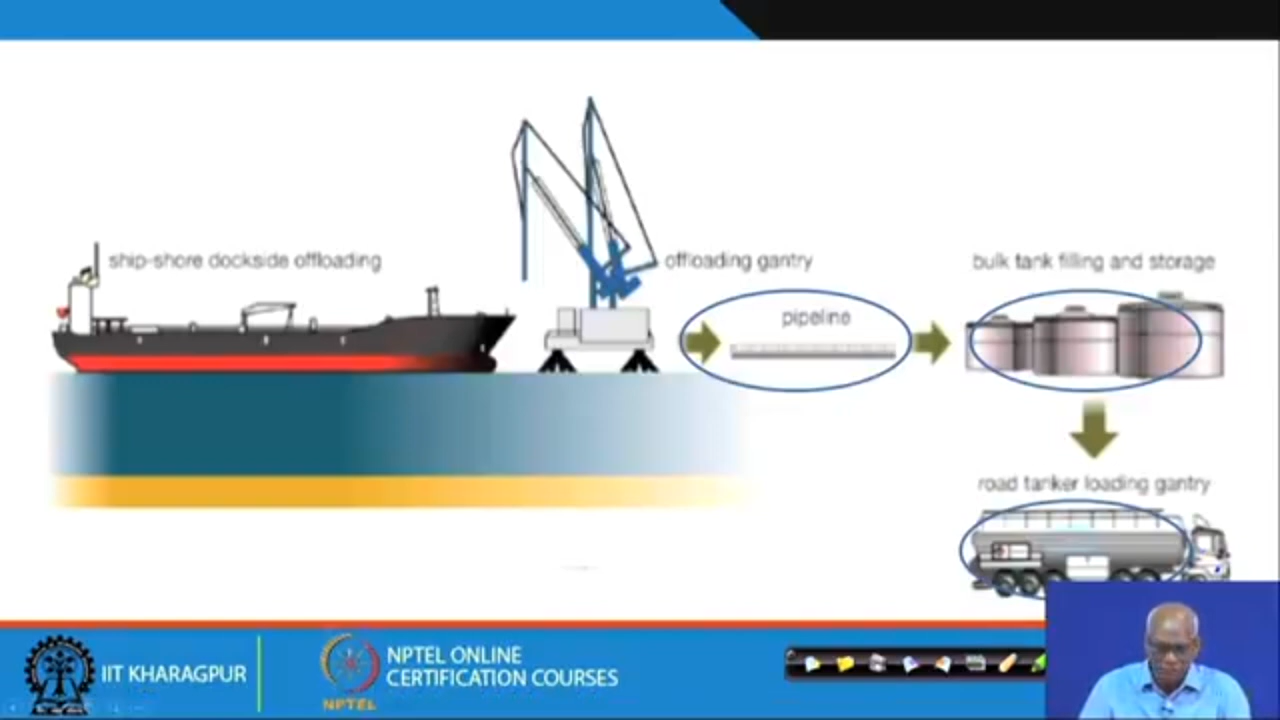 ship-shore dockside offloading
offloading gantry
pipeline
bulk tank filling and storage
road tanker loading gantry
IIT KHARAGPUR
NPTEL
NPTEL ONLINE
CERTIFICATION COURSES